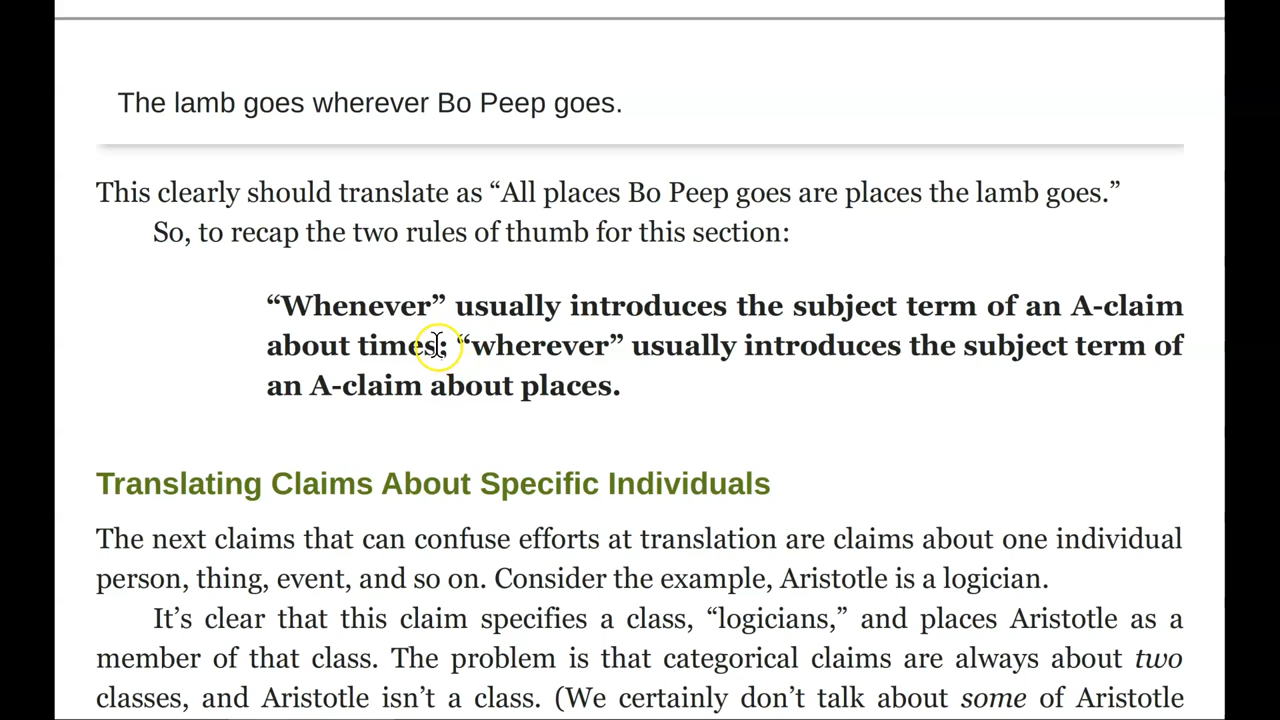 The lamb goes wherever Bo Peep goes.
This clearly should translate as “All places Bo Peep goes are places the lamb goes.”
So, to recap the two rules of thumb for this section:
“Whenever” usually introduces the subject term of an A-claim
about times; “wherever” usually introduces the subject term of
an A-claim about places.
Translating Claims About Specific Individuals
The next claims that can confuse efforts at translation are claims about one individual
person, thing, event, and so on. Consider the example, Aristotle is a logician.
It’s clear that this claim specifies a class, “logicians,” and places Aristotle as a
member of that class. The problem is that categorical claims are always about two
classes, and Aristotle isn’t a class. (We certainly don’t talk about some of Aristotle